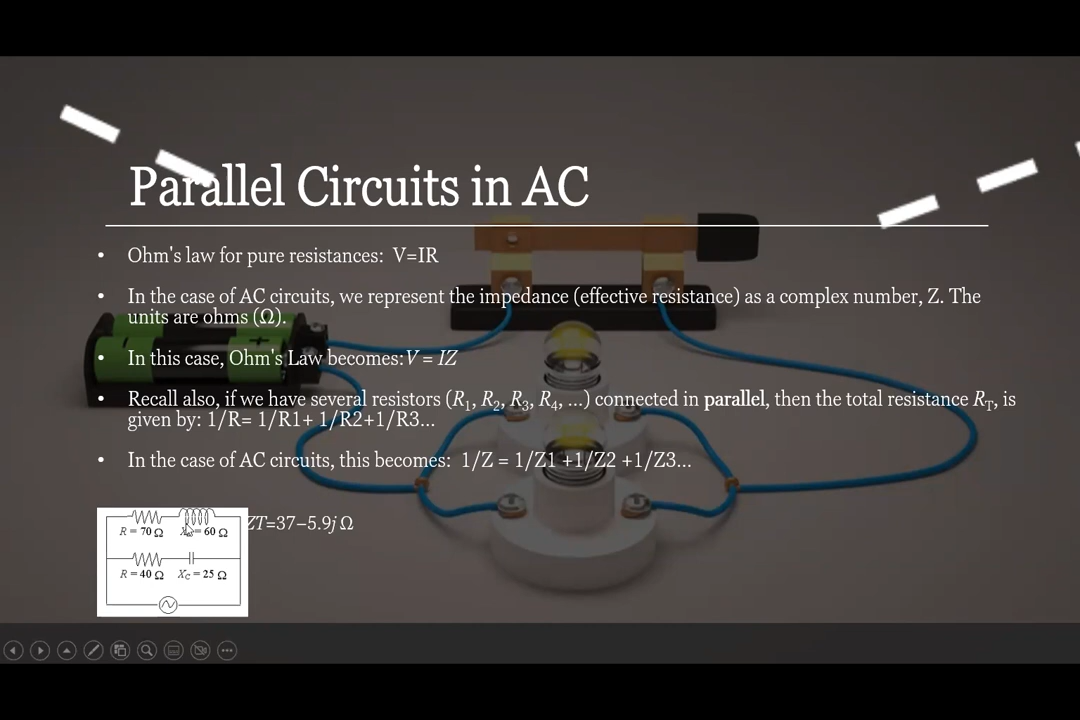 Parallel Circuits in AC
• Ohm's law for pure resistances: V=IR
• In the case of AC circuits, we represent the impedance (effective resistance) as a complex number, Z. The
units are ohms (Ω).
• In this case, Ohm's Law becomes:V = IZ
• Recall also, if we have several resistors (R1, R2, R3, R4, ...) connected in parallel, then the total resistance RT, is
given by: 1/R= 1/R1+ 1/R2+1/R3...
• In the case of AC circuits, this becomes: 1/Z = 1/Z1 +1/Z2 +1/Z3...
ZT=37−5.9j Ω
R = 70 Ω = 60 Ω
R = 40 Ω XC = 25 Ω